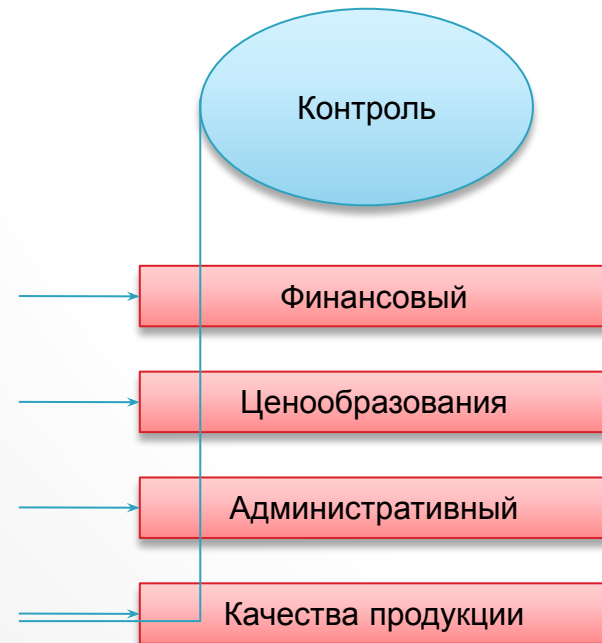 Контроль
Финансовый
Ценообразования
Административный
Качества продукции